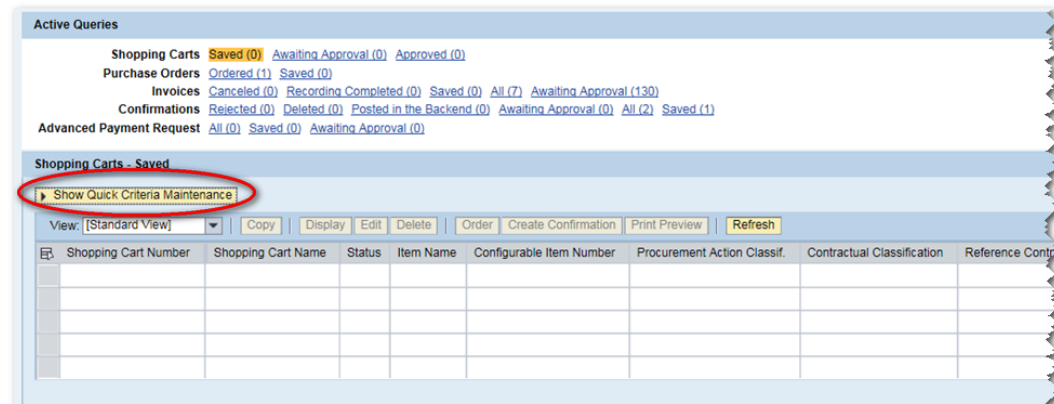 Active Queries
Shopping Carts Saved (0) Awaiting Approval (0) Approved (0)
Purchase Orders Ordered (1) Saved (0)
Invoices Canceled (0) Recording Completed (0) Saved (0) All (7) Awaiting Approval (130)
Confirmations Rejected (0) Deleted (0) Posted in the Backend (0) Awaiting Approval (0) All (2) Saved (1)
Advanced Payment Request All (0) Saved (0) Awaiting Approval (0)
Shopping Carts - Saved
Show Quick Criteria Maintenance
View: [Standard View] Copy Display Edit Delete Order Create Confirmation Print Preview Refresh
Shopping Cart Number Shopping Cart Name Status Item Name Configurable Item Number Procurement Action Classif. Contractual Classification Reference